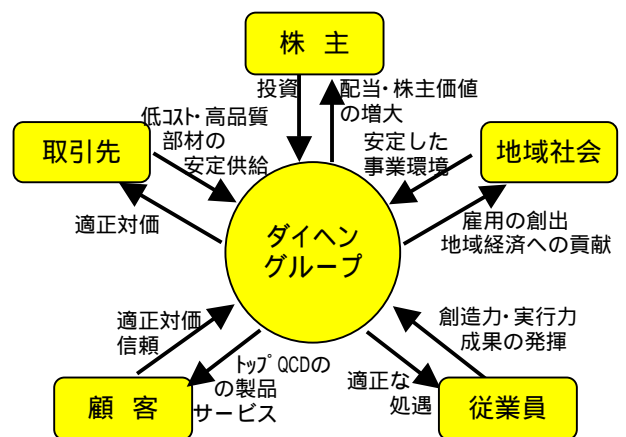 株 主
投資
配当・株主価値
の増大
低ｺｽﾄ・高品質
部材の
安定供給
安定した
事業環境
取引先
地域社会
適正対価
ダイヘン
グループ
雇用の創出
地域経済への貢献
適正対価
信頼
創造力・実行力
成果の発揮
ﾄｯﾌﾟQCDの
の製品
サービス
適正な
処遇
顧 客
従業員